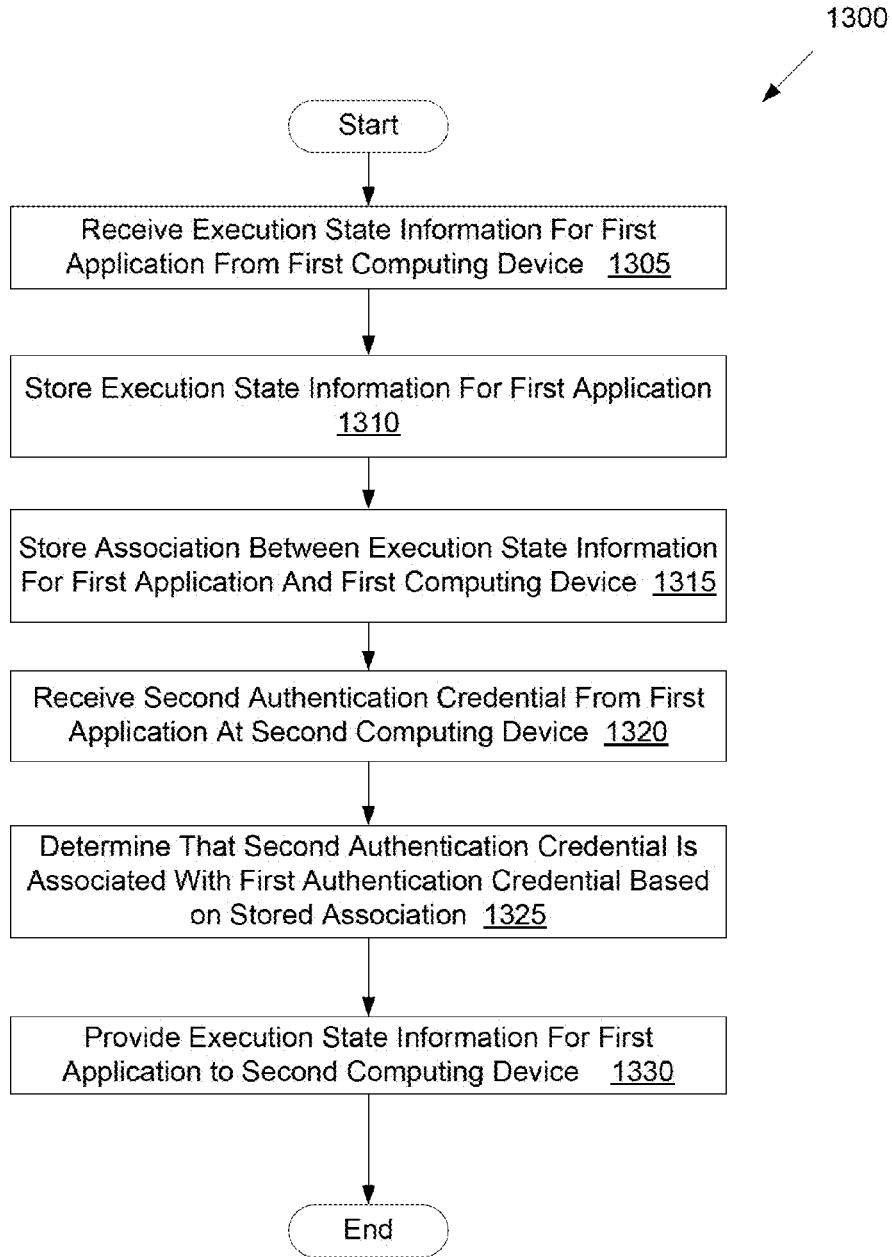 1300
Start
Receive Execution State Information For First
Application From First Computing Device 1305
Store Execution State Information For First Application
1310
Store Association Between Execution State Information
For First Application And First Computing Device 1315
Receive Second Authentication Credential From First
Application At Second Computing Device 1320
Determine That Second Authentication Credential Is
Associated With First Authentication Credential Based
on Stored Association 1325
Provide Execution State Information For First
Application to Second Computing Device 1330
End